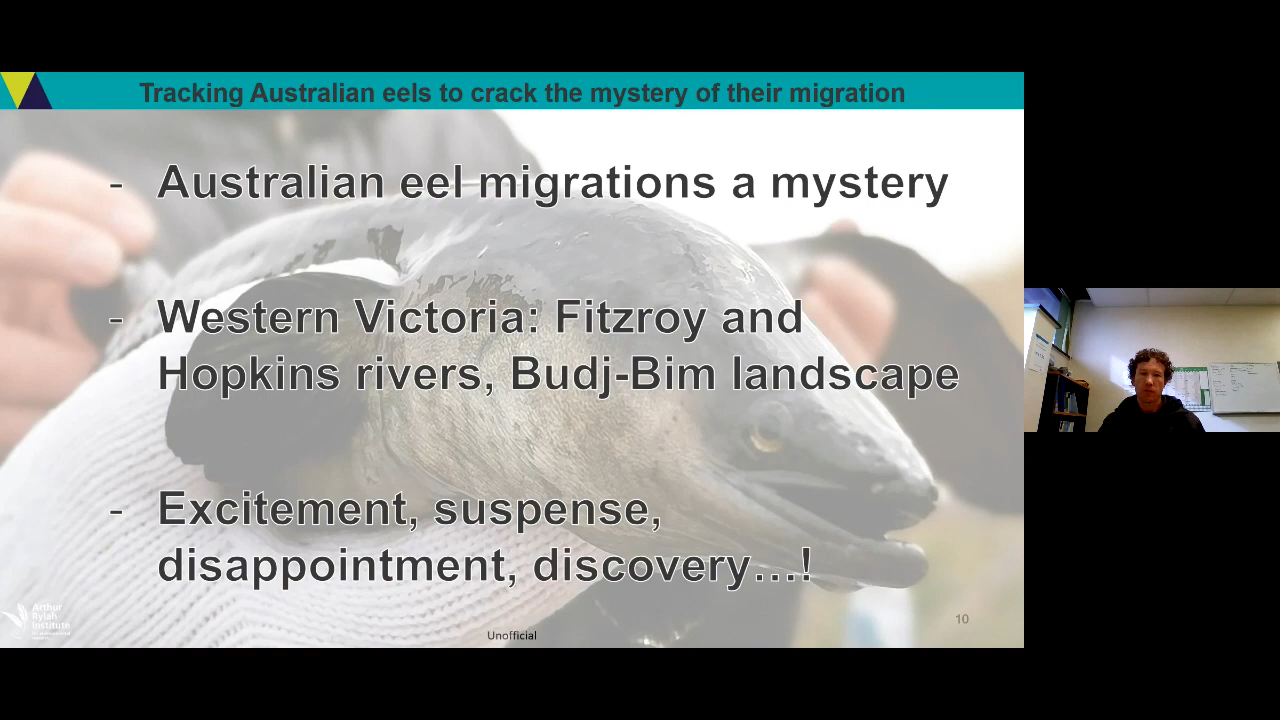 Tracking Australian eels to crack the mystery of their migration
- Australian eel migrations a mystery
- Western Victoria: Fitzroy and
Hopkins rivers, Budj-Bim landscape
- Excitement, suspense,
disappointment, discovery...!
Arthur
Rylah
Institute
Unofficial
10